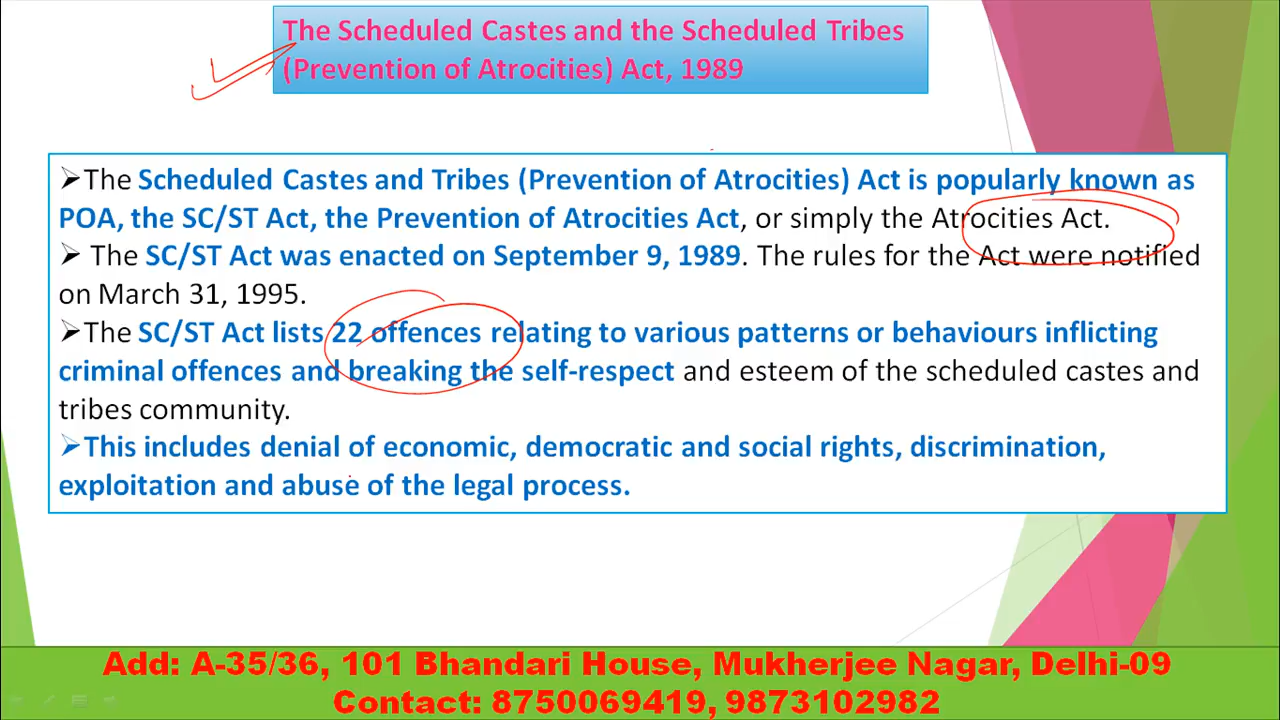 The Scheduled Castes and the Scheduled Tribes
(Prevention of Atrocities) Act, 1989
➢The Scheduled Castes and Tribes (Prevention of Atrocities) Act is popularly known as
POA, the SC/ST Act, the Prevention of Atrocities Act, or simply the Atrocities Act.
➢ The SC/ST Act was enacted on September 9, 1989. The rules for the Act were notified
on March 31, 1995.
➢The SC/ST Act lists 22 offences relating to various patterns or behaviours inflicting
criminal offences and breaking the self-respect and esteem of the scheduled castes and
tribes community.
➢This includes denial of economic, democratic and social rights, discrimination,
exploitation and abuse of the legal process.
Add: A-35/36, 101 Bhandari House, Mukherjee Nagar, Delhi-09
Contact: 8750069419, 9873102982